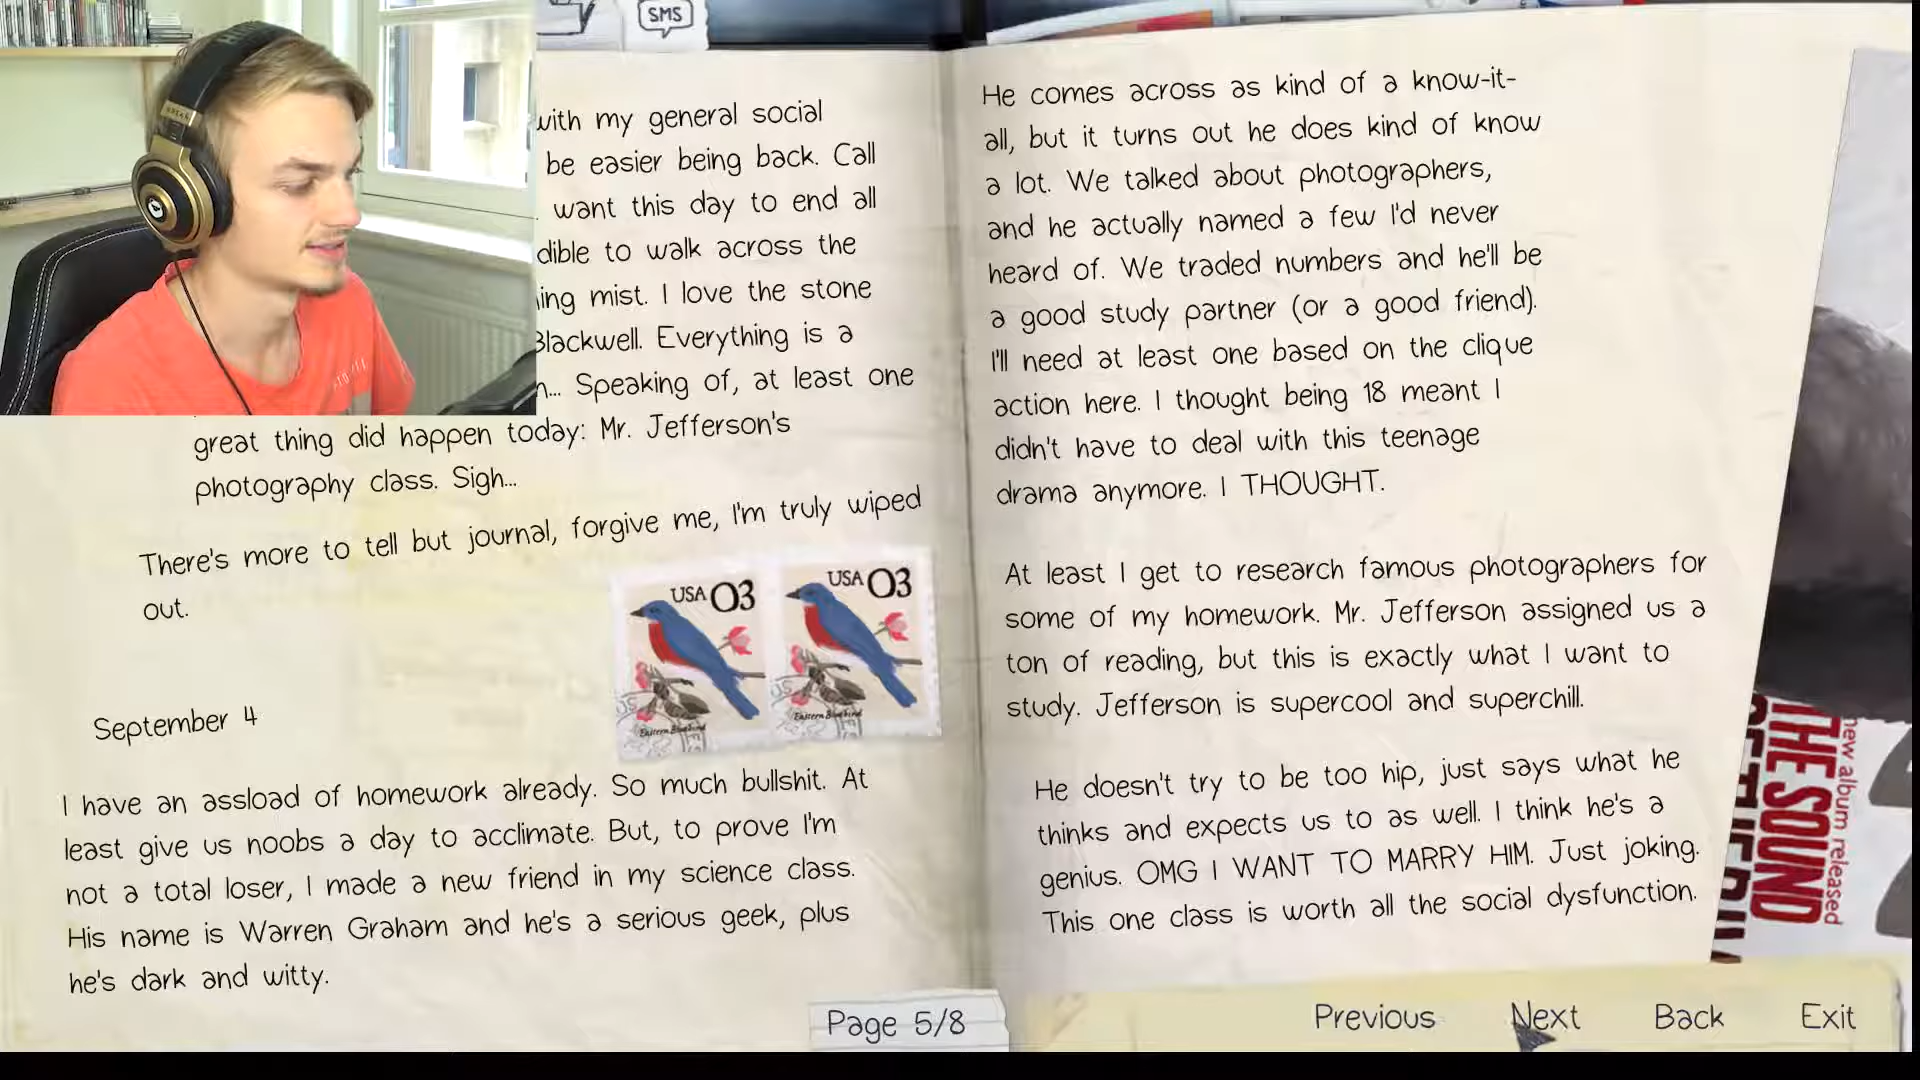 SMS
with my general social
be easier being back. Call
want this day to end all
dible to walk across the
ing mist. I love the stone
Blackwell. Everything is a
n... Speaking of, at least one
great thing did happen today: Mr. Jefferson's
photography class. Sigh...
There's more to tell but journal, forgive me, I'm truly wiped
out.
USA 03
USA 03
Eastern Bluebird
Eastern Bluebird
September 4
I have an assload of homework already. So much bullshit. At
least give us noobs a day to acclimate. But, to prove I'm
not a total loser, I made a new friend in my science class.
His name is Warren Graham and he's a serious geek, plus
he's dark and witty.
He comes across as kind of a know-it-
all, but it turns out he does kind of know
a lot. We talked about photographers,
and he actually named a few I'd never
heard of. We traded numbers and he'll be
a good study partner (or a good friend).
I'll need at least one based on the clique
action here. I thought being 18 meant I
didn't have to deal with this teenage
drama anymore. I THOUGHT.
At least I get to research famous photographers for
some of my homework. Mr. Jefferson assigned us a
ton of reading, but this is exactly what I want to
study. Jefferson is supercool and superchill.
He doesn't try to be too hip, just says what he
thinks and expects us to as well. I think he's a
genius. OMG I WANT TO MARRY HIM. Just joking.
This one class is worth all the social dysfunction.
new album released
THE SOUND
Page 5/8
Previous
Next
Back
Exit